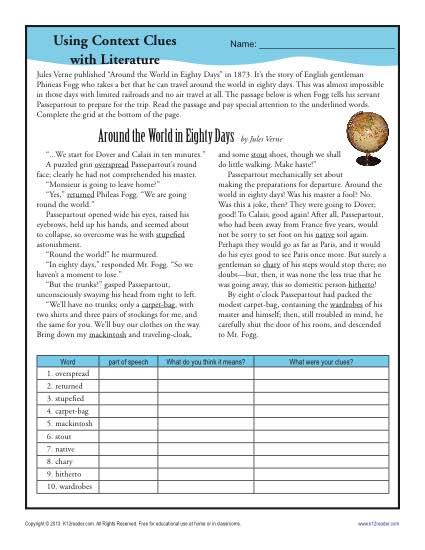 Using Context Clues
with Literature
Name:
Jules Verne published "Around the World in Eighty Days" in 1873. It's the story of English gentleman
Phineas Fogg who takes a bet that he can travel around the world in eighty days. This was almost impossible
in those days with limited railroads and no air travel at all. The passage below is when Fogg tells his servant
Passepartout to prepare for the trip. Read the passage and pay special attention to the underlined words.
Complete the grid at the bottom of the page.
Around the World in Eighty Days by Jules Verne
"…We start for Dover and Calais in ten minutes."
A puzzled grin overspread Passepartout's round
face; clearly he had not comprehended his master.
"Monsieur is going to leave home?"
"Yes," returned Phileas Fogg. "We are going
round the world."
Passepartout opened wide his eyes, raised his
eyebrows, held up his hands, and seemed about
to collapse, so overcome was he with stupefied
astonishment.
"Round the world!" he murmured.
"In eighty days," responded Mr. Fogg. "So we
haven't a moment to lose."
"But the trunks?" gasped Passepartout,
unconsciously swaying his head from right to left.
"We'll have no trunks; only a carpet-bag, with
two shirts and three pairs of stockings for me, and
the same for you. We'll buy our clothes on the way.
Bring down my mackintosh and traveling-cloak,
and some stout shoes, though we shall
do little walking. Make haste!"
Passepartout mechanically set about
making the preparations for departure. Around the
world in eighty days! Was his master a fool? No.
Was this a joke, then? They were going to Dover;
good! To Calais; good again! After all, Passepartout,
who had been away from France five years, would
not be sorry to set foot on his native soil again.
Perhaps they would go as far as Paris, and it would
do his eyes good to see Paris once more. But surely a
gentleman so chary of his steps would stop there; no
doubt—but, then, it was none the less true that he
was going away, this so domestic person hitherto!
By eight o'clock Passepartout had packed the
modest carpet-bag, containing the wardrobes of his
master and himself; then, still troubled in mind, he
carefully shut the door of his room, and descended
to Mr. Fogg.
Word part of speech What do you think it means? What were your clues?
1. overspread
2. returned
3. stupefied
4. carpet-bag
5. mackintosh
6. stout
7. native
8. chary
9. hitherto
10. wardrobes
Copyright © 2013 K12reader.com. All Rights Reserved. Free for educational use at home or in classrooms. www.k12reader.com